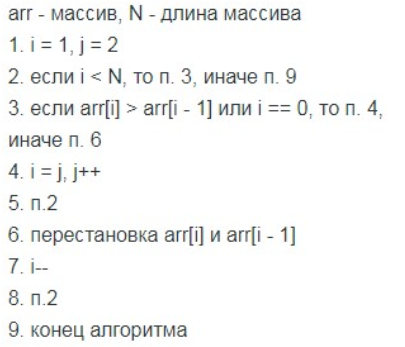 arr - массив, N - длина массива
1. i = 1, j = 2
2. если i < N, то п. 3, иначе п. 9
3. если arr[i] > arr[i - 1] или i == 0, то п. 4,
иначе п. 6
4. i = j, j++
5. п.2
6. перестановка arr[i] и arr[i - 1]
7. i--
8. п.2
9. конец алгоритма